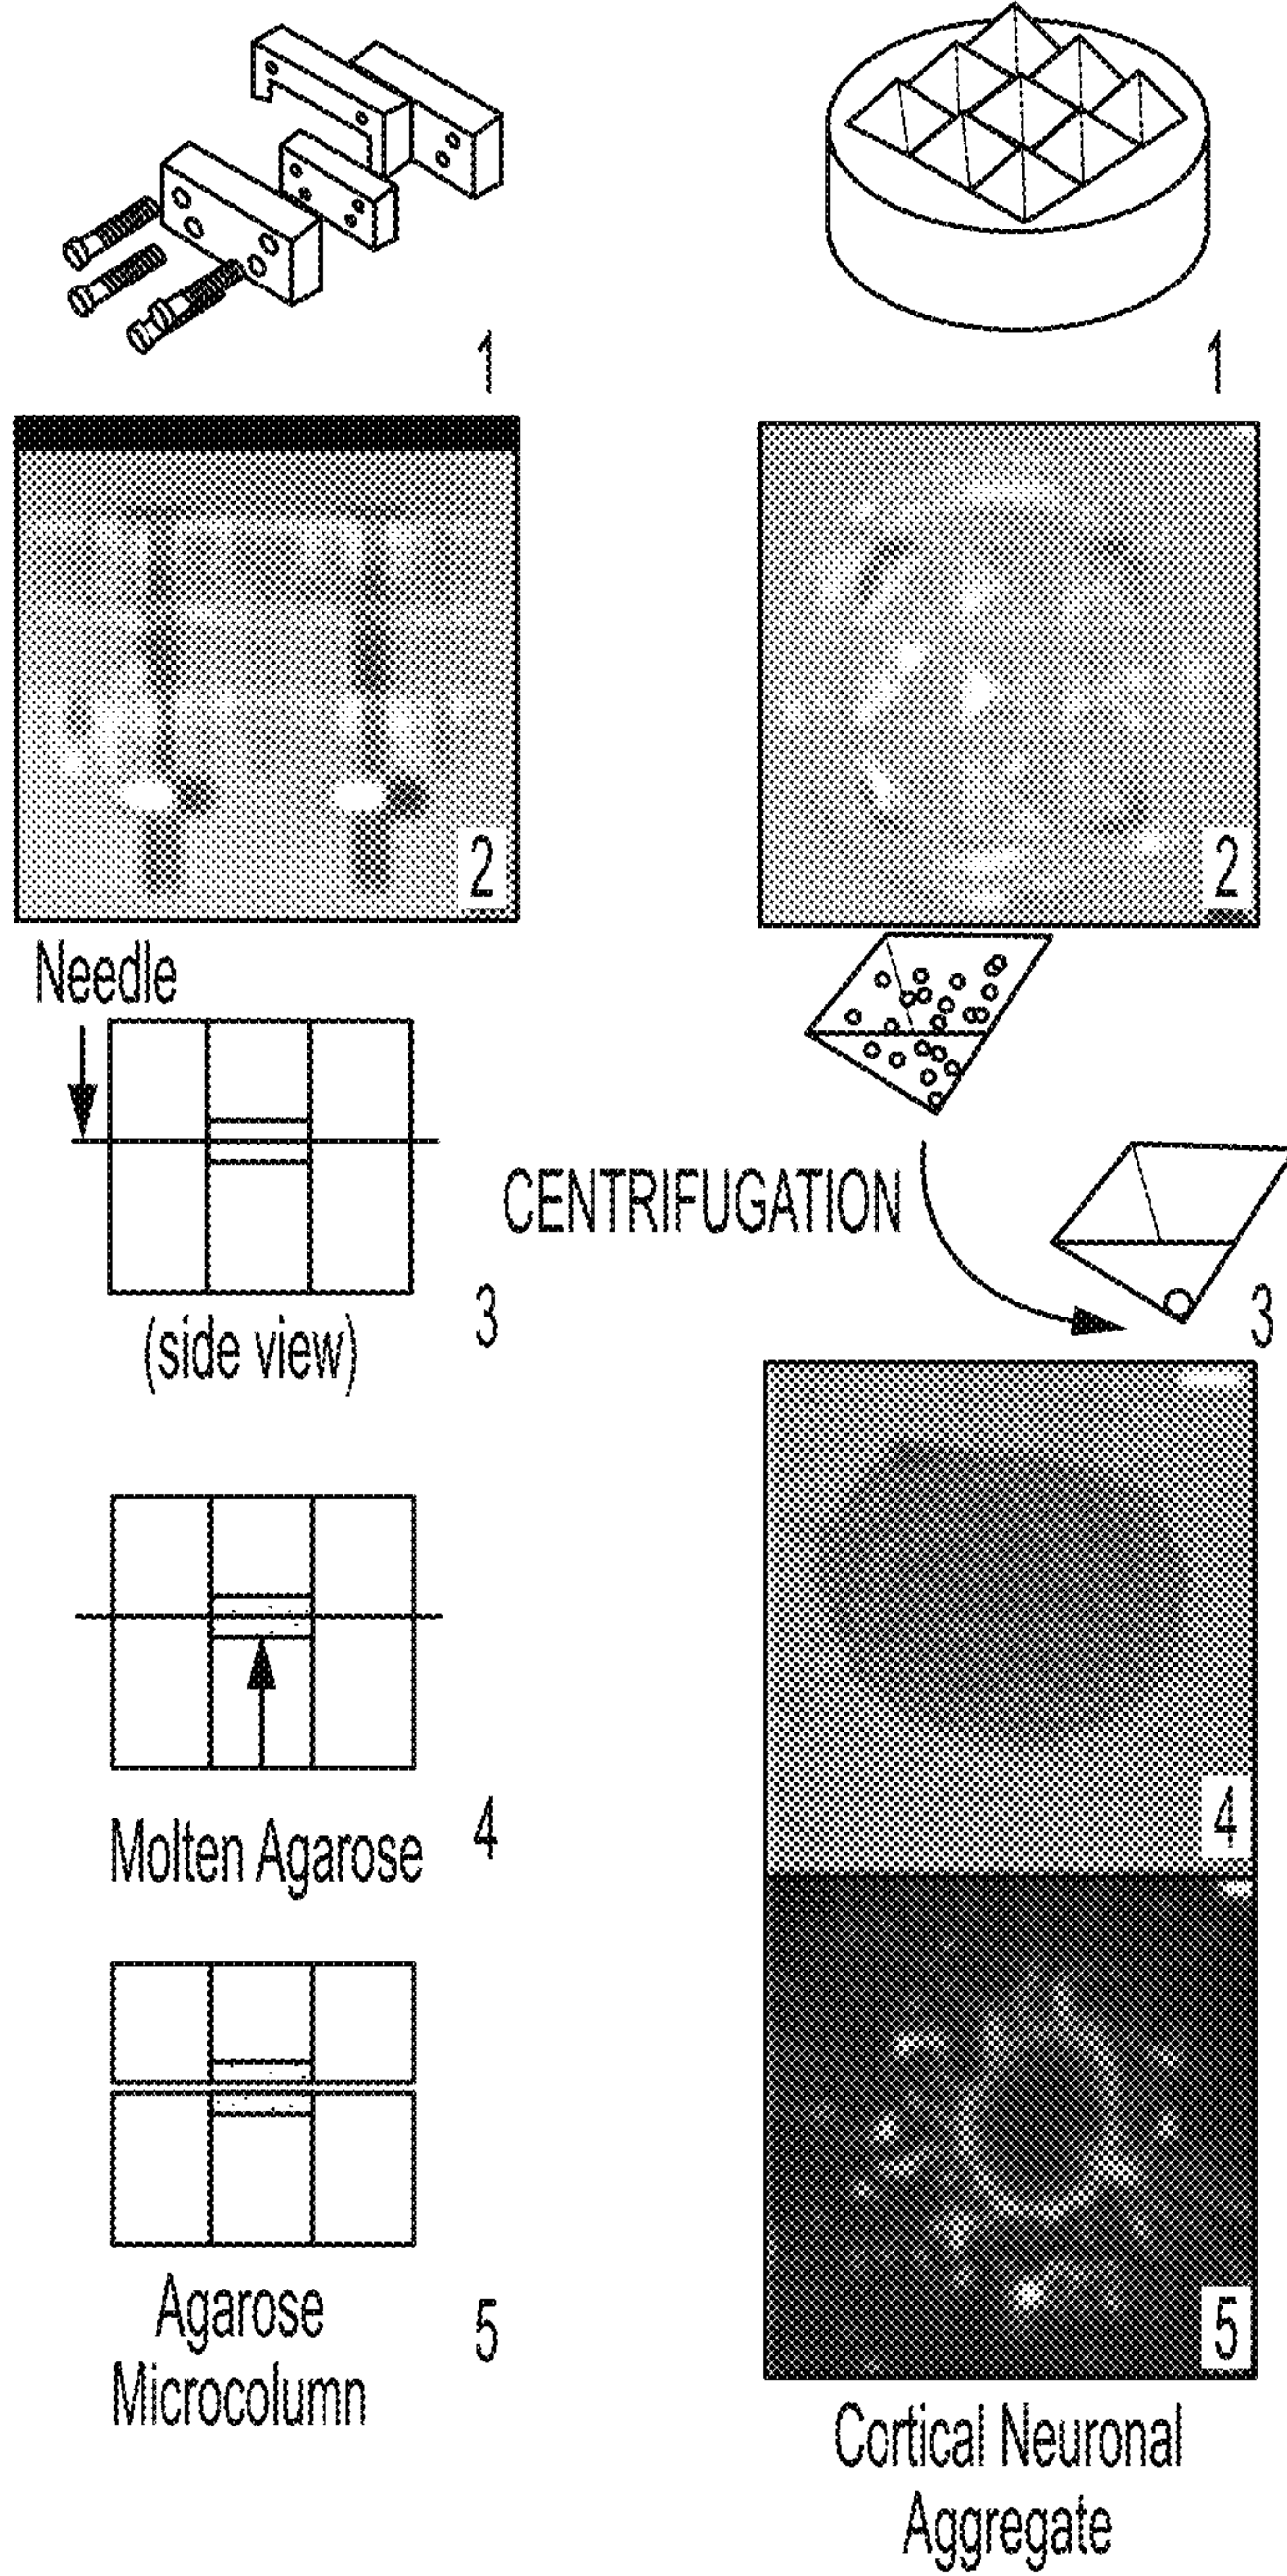 1
2
Needle
(side view)
3
Molten Agarose
4
Agarose
Microcolumn
5
1
2
CENTRIFUGATION
3
4
5
Cortical Neuronal
Aggregate